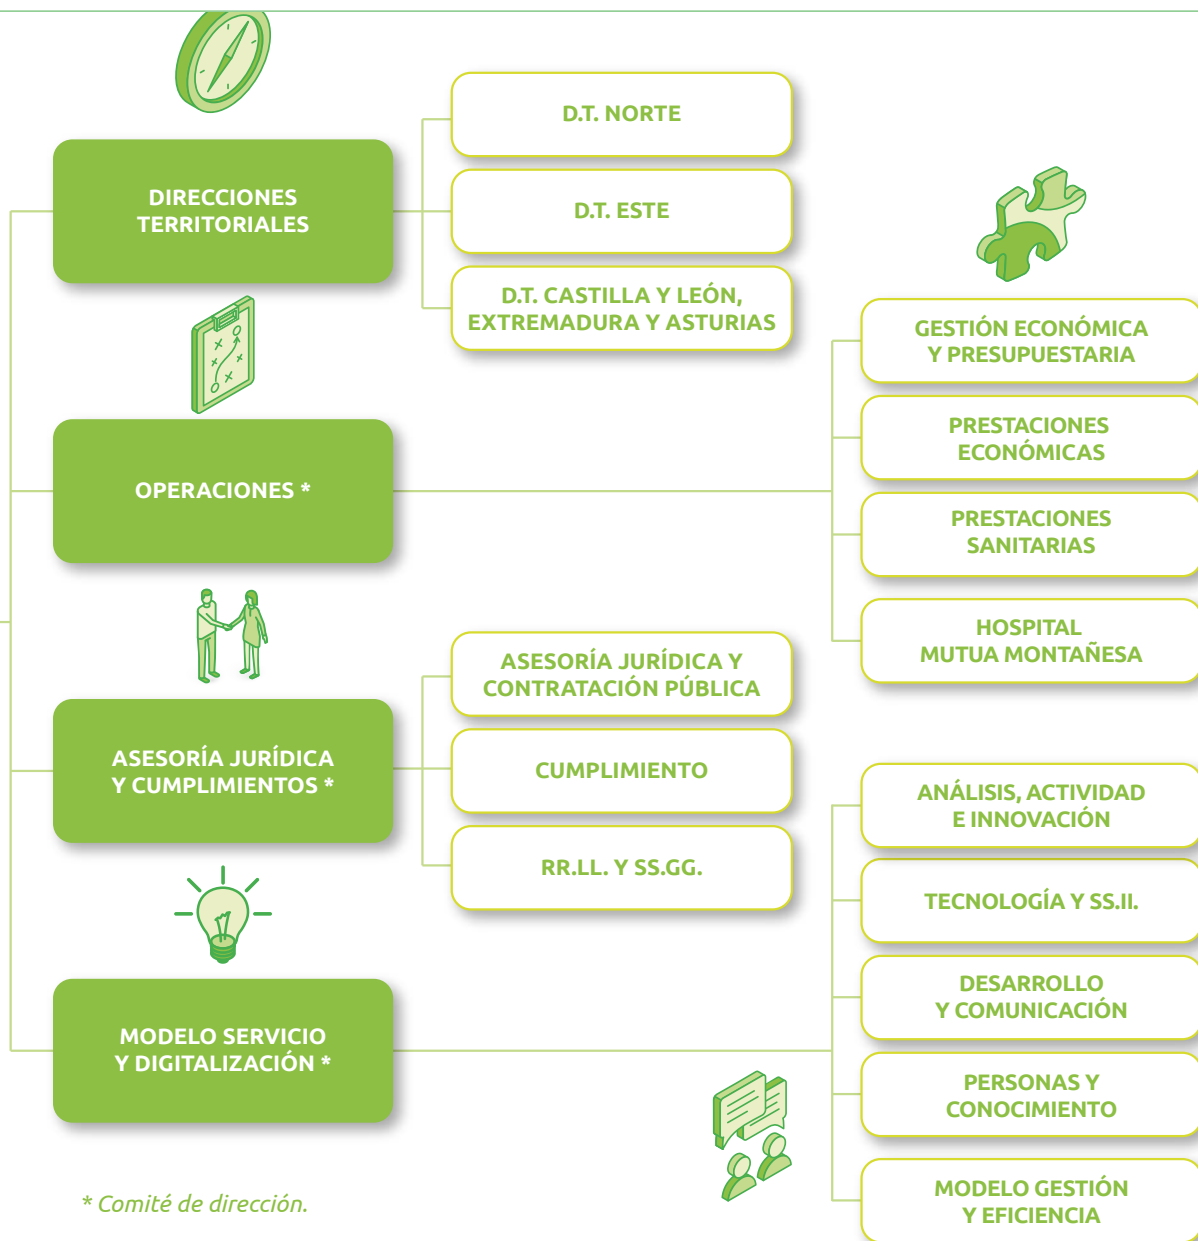 DIRECCIONES
TERRITORIALES
D.T. NORTE
D.T. ESTE
D.T. CASTILLA Y LEÓN,
EXTREMADURA Y ASTURIAS
OPERACIONES *
GESTIÓN ECONÓMICA
Y PRESUPUESTARIA
PRESTACIONES
ECONÓMICAS
PRESTACIONES
SANITARIAS
HOSPITAL
MUTUA MONTAÑESA
ASESORÍA JURÍDICA
Y CUMPLIMIENTOS *
ASESORÍA JURÍDICA Y
CONTRATACIÓN PÚBLICA
CUMPLIMIENTO
RR.LL. Y SS.GG.
MODELO SERVICIO
Y DIGITALIZACIÓN *
ANÁLISIS, ACTIVIDAD
E INNOVACIÓN
TECNOLOGÍA Y SS.II.
DESARROLLO
Y COMUNICACIÓN
PERSONAS Y
CONOCIMIENTO
MODELO GESTIÓN
Y EFICIENCIA
* Comité de dirección.